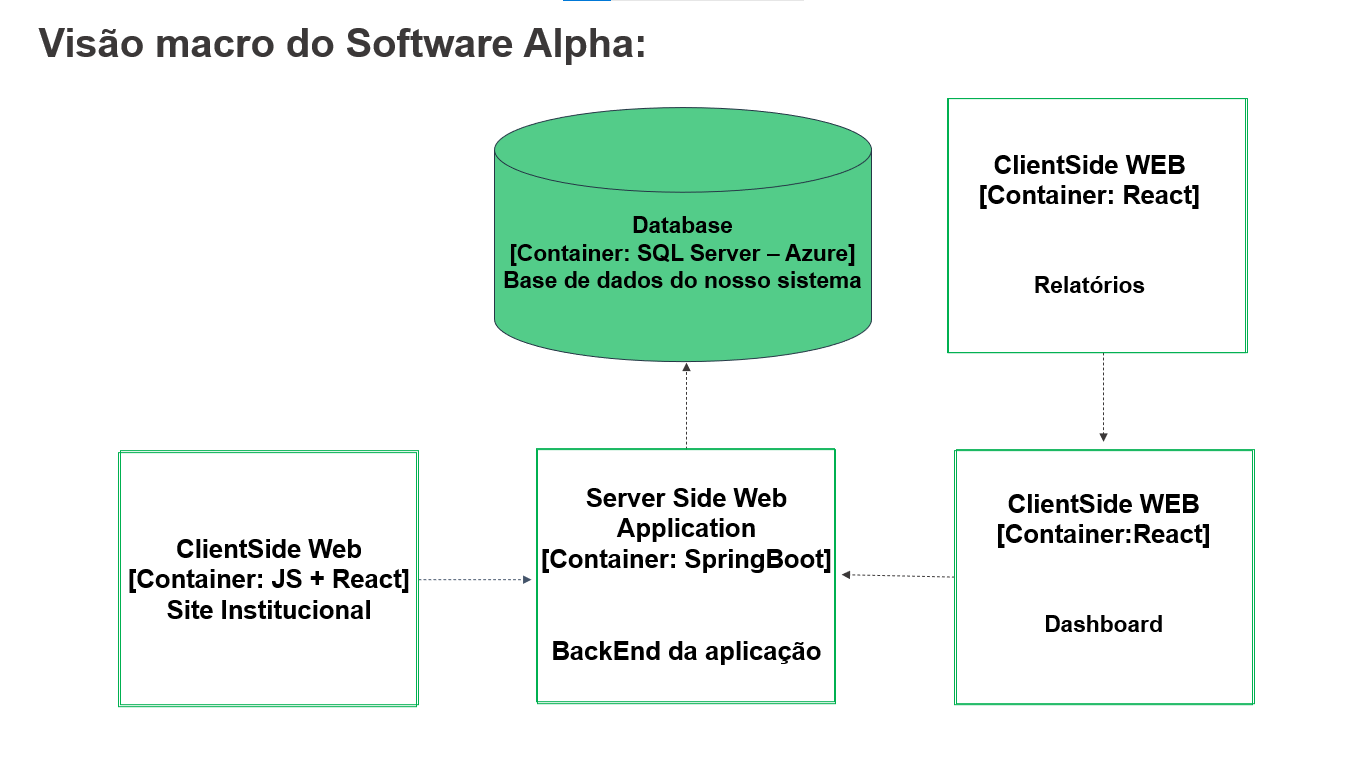 Visão macro do Software Alpha:
Database
[Container: SQL Server – Azure]
Base de dados do nosso sistema
ClientSide WEB
[Container: React]
Relatórios
ClientSide Web
[Container: JS + React]
Site Institucional
Server Side Web
Application
[Container: SpringBoot]
BackEnd da aplicação
ClientSide WEB
[Container:React]
Dashboard